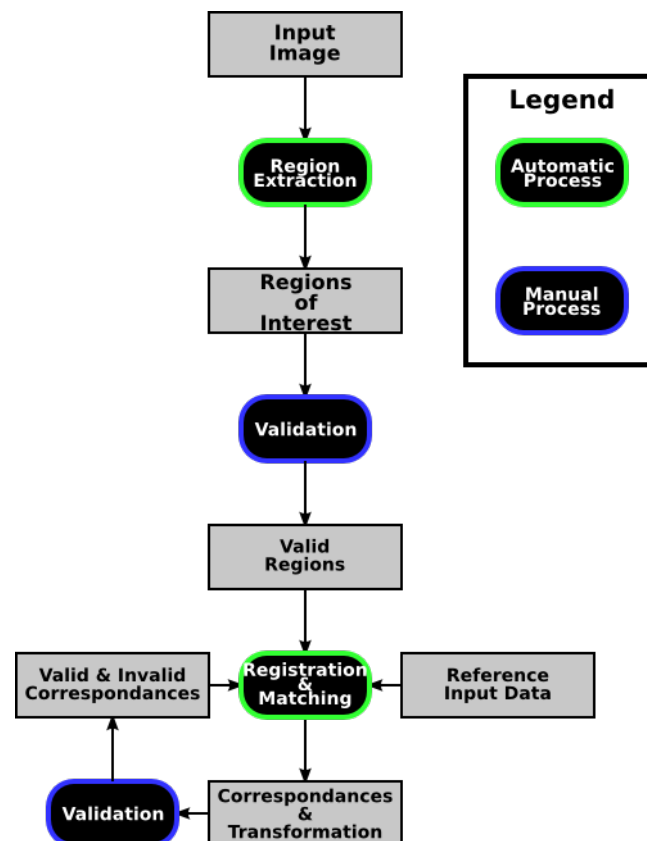 Input
Image
Legend
Region
Extraction
Automatic
Process
Regions
of
Interest
Manual
Process
Validation
Valid
Regions
Valid & Invalid
Correspondances
Registration
&
Matching
Reference
Input Data
Validation
Correspondances
&
Transformation